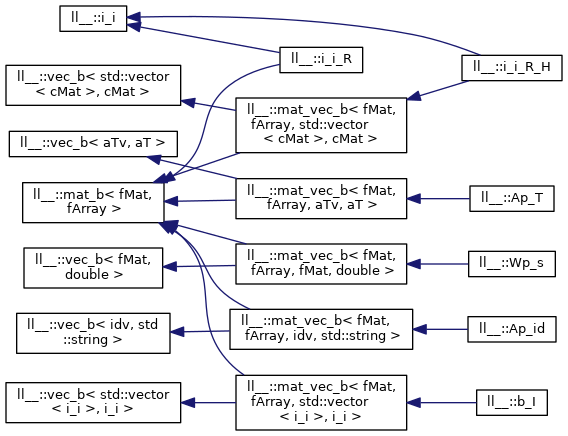 ll__::i_i
ll__::i_i_R
ll__::i_i_R_H
ll__::vec_b< std::vector
< cMat >, cMat >
ll__::mat_vec_b< fMat,
fArray, std::vector
< cMat >, cMat >
ll__::vec_b< aTv, aT >
ll__::mat_b< fMat,
fArray >
ll__::mat_vec_b< fMat,
fArray, aTv, aT >
ll__::Ap_T
ll__::vec_b< fMat,
double >
ll__::mat_vec_b< fMat,
fArray, fMat, double >
ll__::Wp_s
ll__::vec_b< idv, std
::string >
ll__::mat_vec_b< fMat,
fArray, idv, std::string >
ll__::Ap_id
ll__::vec_b< std::vector
< i_i >, i_i >
ll__::mat_vec_b< fMat,
fArray, std::vector
< i_i >, i_i >
ll__::b_I